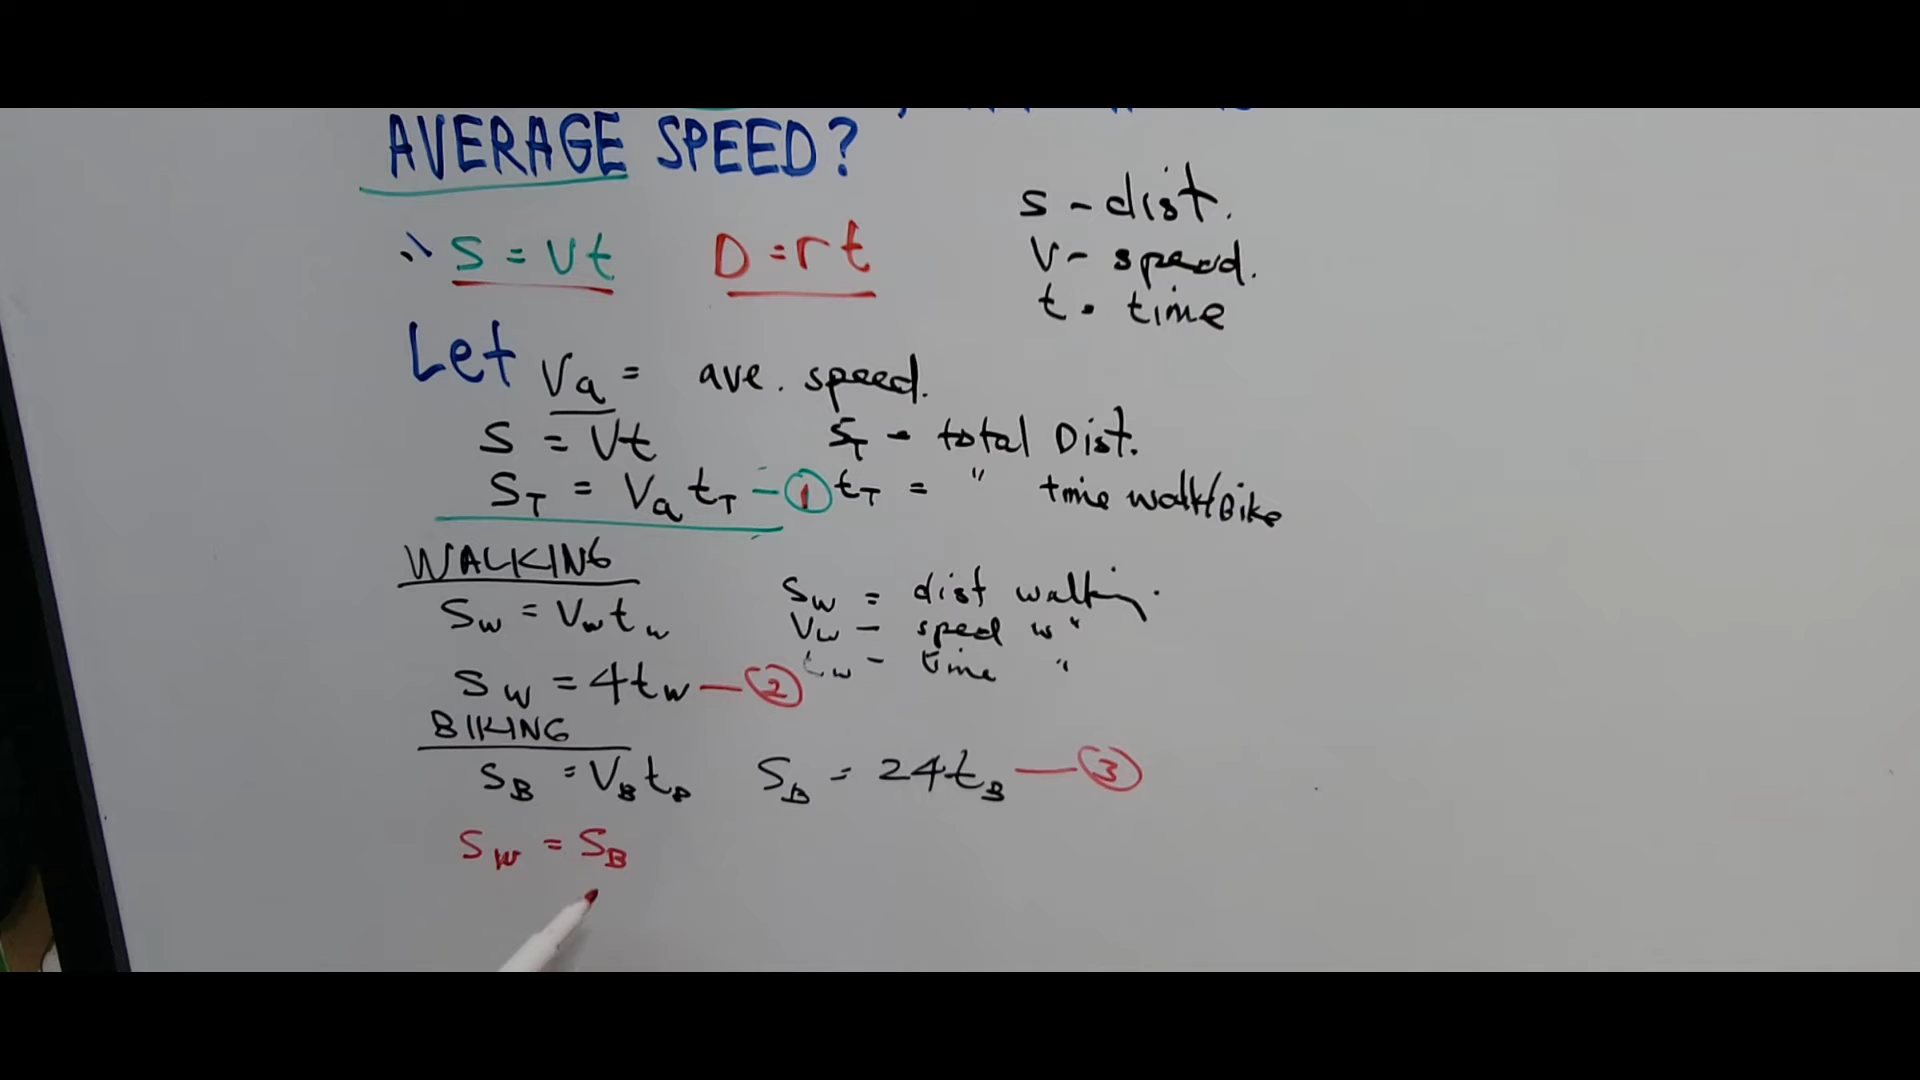 AVERAGE SPEED?
S = Vt D = rt
s - dist.
v - speed.
t - time
Let Va = ave. speed.
S = Vt ST - total Dist.
ST = Va tT - 1 tT = " time walk/Bike
WALKING
Sw = Vw tw
Sw = dist walking.
Vw - speed w "
tw - time "
Sw = 4tw - 2
BIKING
SB = VB tB SB = 24tB - 3
Sw = SB